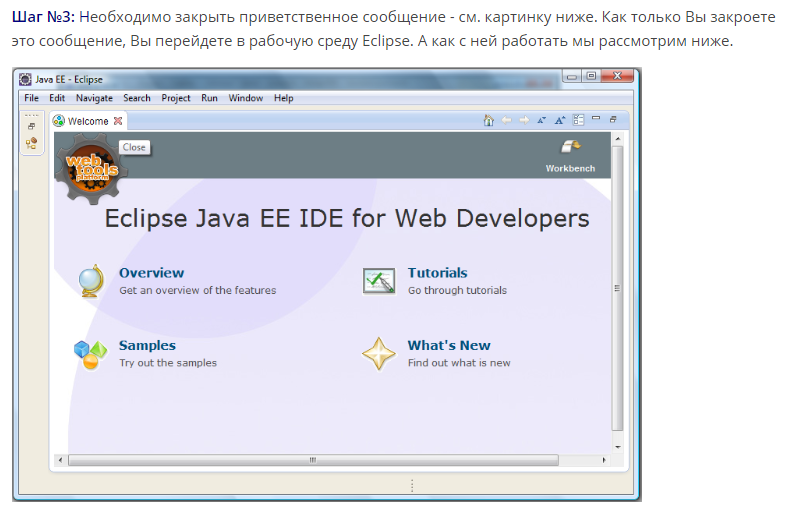 Шаг №3: Необходимо закрыть приветственное сообщение - см. картинку ниже. Как только Вы закроете
это сообщение, Вы перейдете в рабочую среду Eclipse. А как с ней работать мы рассмотрим ниже.
Java EE - Eclipse
File Edit Navigate Search Project Run Window Help
Welcome
Close
web
tools
platform
Workbench
Eclipse Java EE IDE for Web Developers
Overview
Get an overview of the features
Tutorials
Go through tutorials
Samples
Try out the samples
What's New
Find out what is new